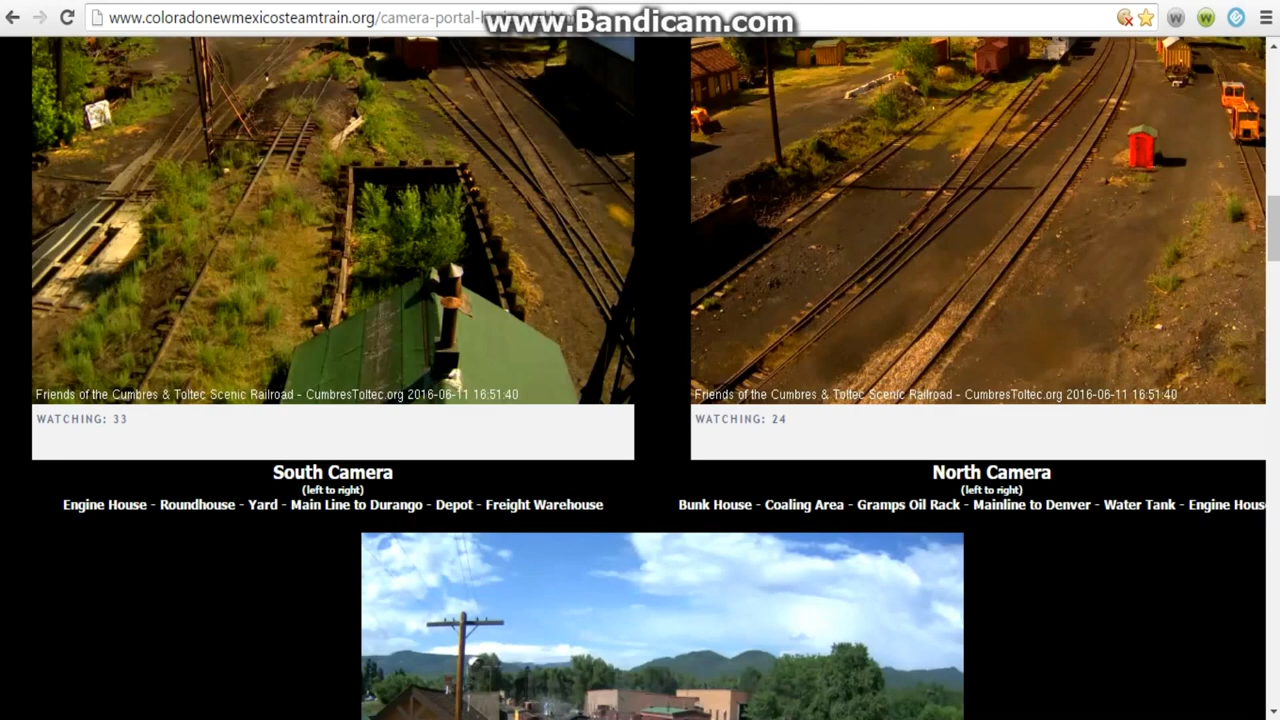 www.coloradonewmexicosteamtrain.org/camera-portal-
www.Bandicam.com
Friends of the Cumbres & Toltec Scenic Railroad - CumbresToltec.org 2016-06-11 16:51:40
Friends of the Cumbres & Toltec Scenic Railroad - CumbresToltec.org 2016-06-11 16:51:40
WATCHING: 33
WATCHING: 24
South Camera
(left to right)
Engine House - Roundhouse - Yard - Main Line to Durango - Depot - Freight Warehouse
North Camera
(left to right)
Bunk House - Coaling Area - Gramps Oil Rack - Mainline to Denver - Water Tank - Engine Hous